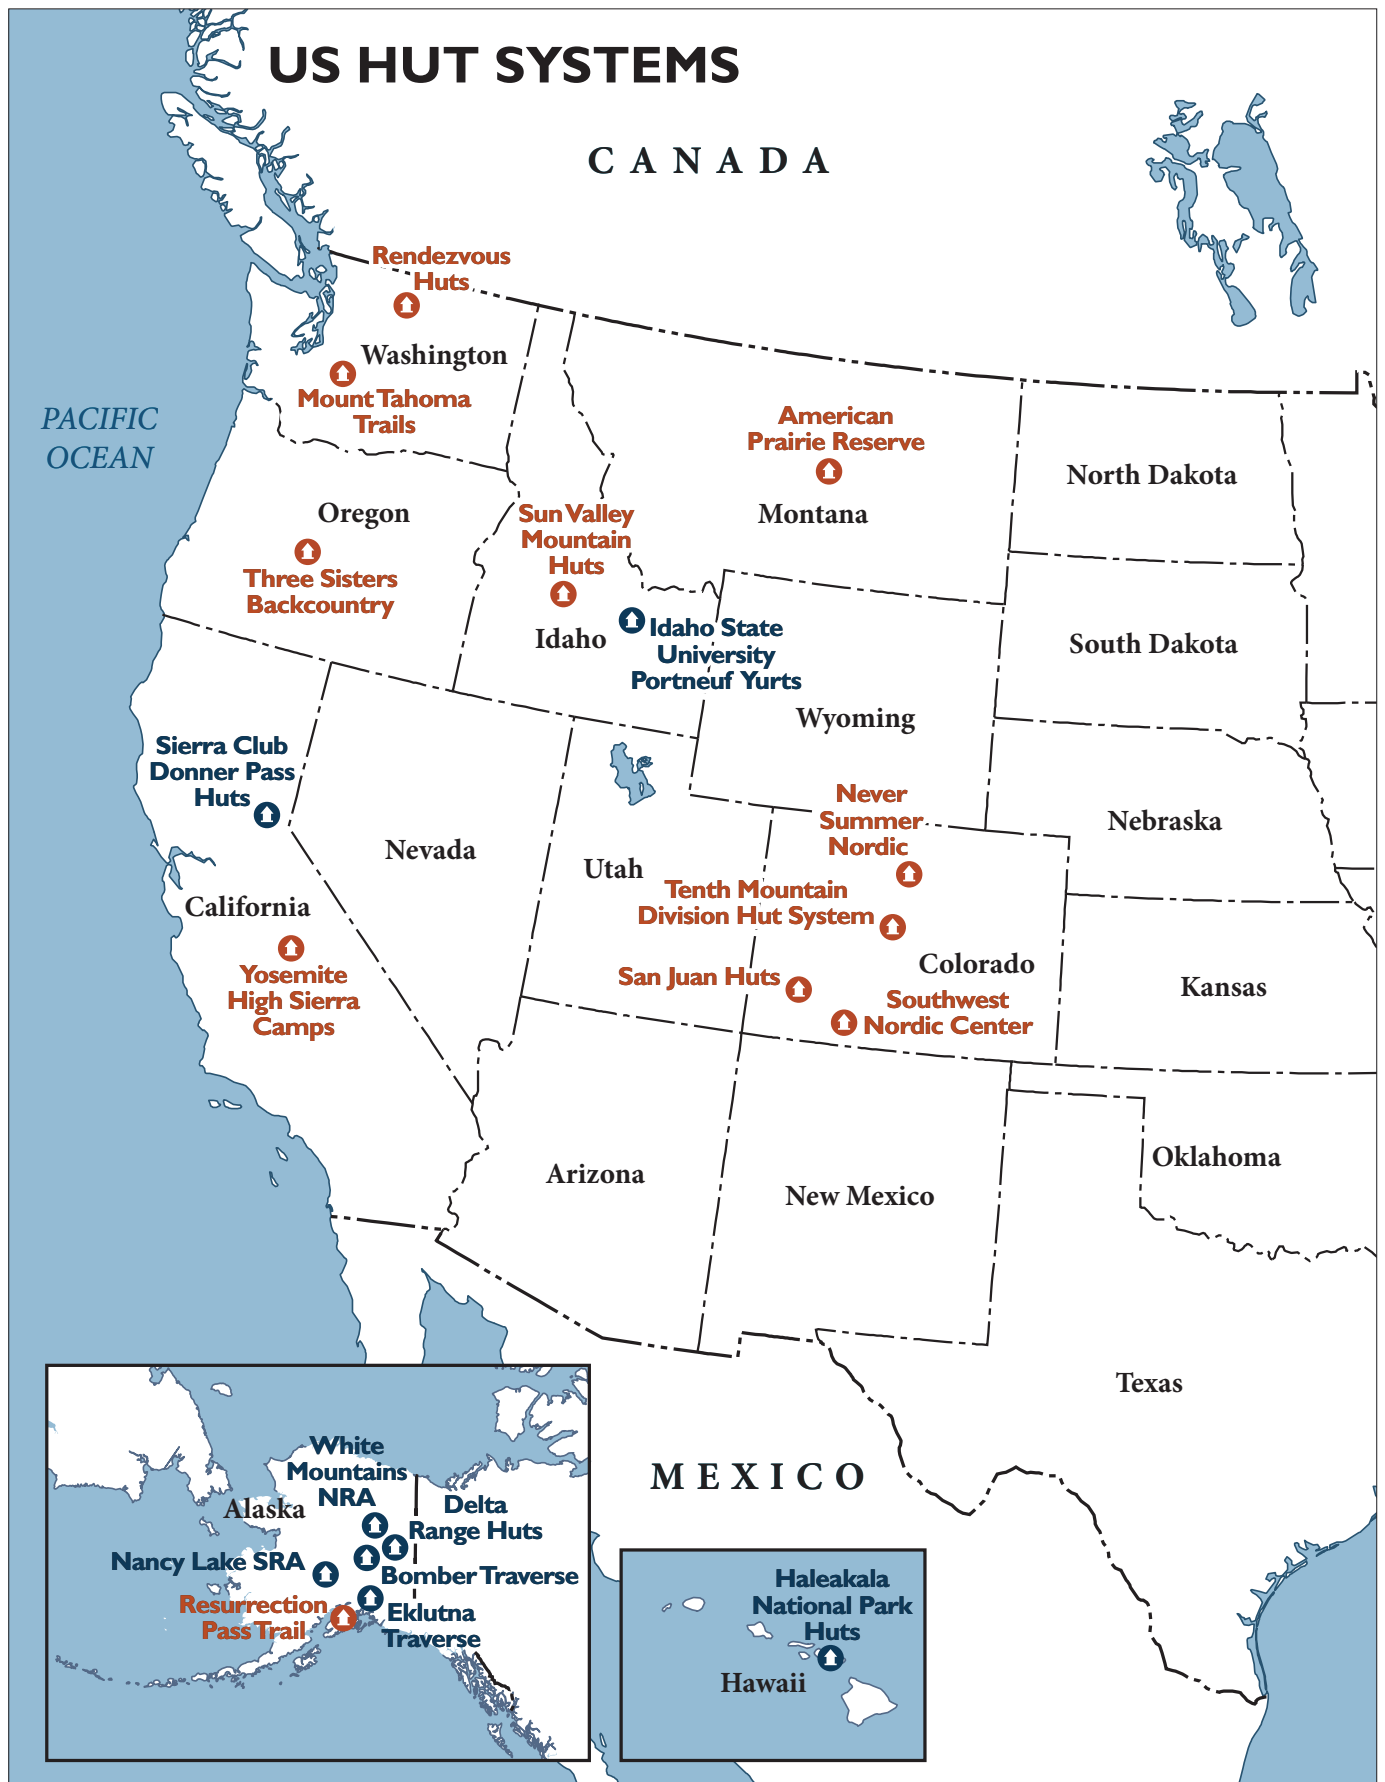 US HUT SYSTEMS
CANADA
Rendezvous
Huts
Washington
Mount Tahoma
Trails
PACIFIC
OCEAN
American
Prairie Reserve
Montana
North Dakota
Oregon
Sun Valley
Mountain
Huts
Three Sisters
Backcountry
Idaho
Idaho State
University
Portneuf Yurts
South Dakota
Wyoming
Sierra Club
Donner Pass
Huts
Never
Summer
Nordic
Nebraska
Nevada
Utah
Tenth Mountain
Division Hut System
California
Yosemite
High Sierra
Camps
Colorado
San Juan Huts
Southwest
Nordic Center
Kansas
Arizona
New Mexico
Oklahoma
Texas
MEXICO
White
Mountains
NRA
Alaska
Delta
Range Huts
Nancy Lake SRA
Bomber Traverse
Resurrection
Pass Trail
Eklutna
Traverse
Haleakala
National Park
Huts
Hawaii